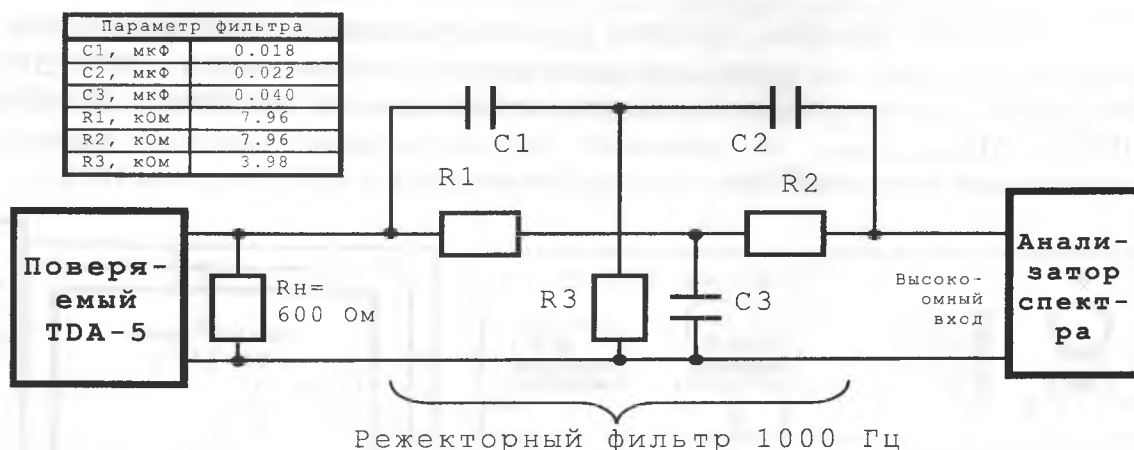 Параметр фильтра
C1, мкФ 0.018
C2, мкФ 0.022
C3, мкФ 0.040
R1, кОм 7.96
R2, кОм 7.96
R3, кОм 3.98
C1
C2
R1
R2
Поверя-
емый
TDA-5
Rн=
600 Ом
R3
C3
Высоко-
омный
вход
Анали-
затор
спект-
ра
Режекторный фильтр 1000 Гц